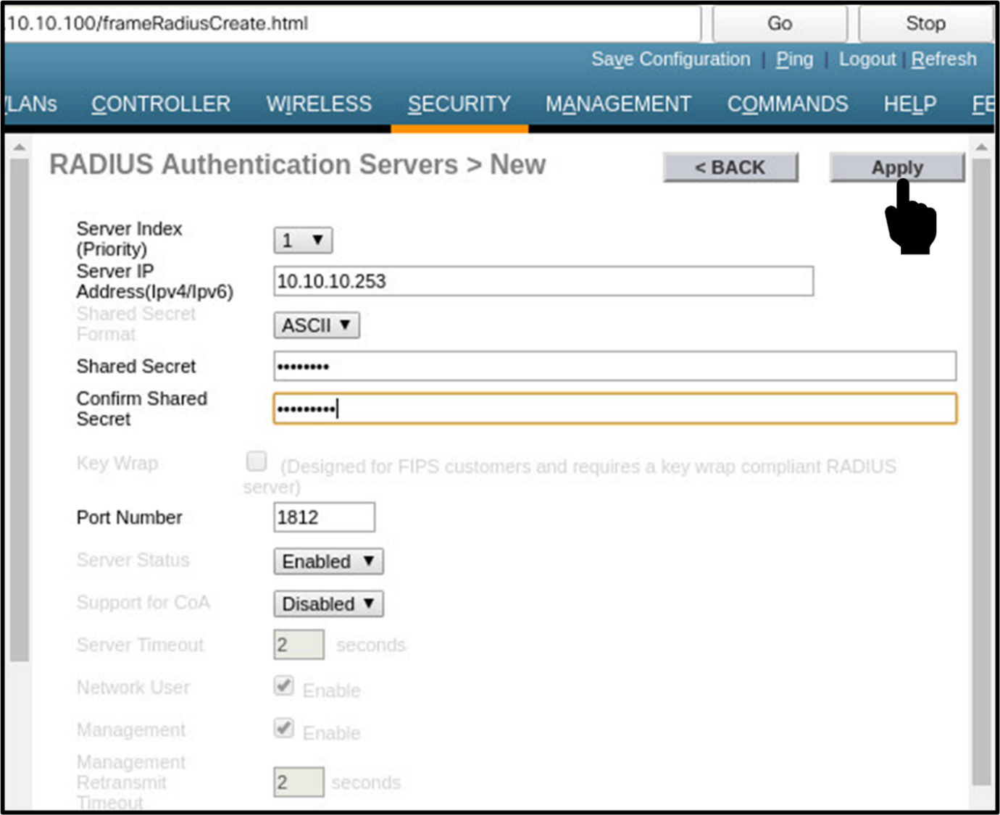 .10.10.100/frameRadiusCreate.html Go Stop
Save Configuration | Ping | Logout | Refresh
LANs CONTROLLER WIRELESS SECURITY MANAGEMENT COMMANDS HELP FE
RADIUS Authentication Servers > New < BACK Apply
Server Index
(Priority)
1
Server IP
Address(Ipv4/Ipv6)
10.10.10.253
Shared Secret
Format
ASCII
Shared Secret
••••••••
Confirm Shared
Secret
•••••••••
Key Wrap
(Designed for FIPS customers and requires a key wrap compliant RADIUS
server)
Port Number 1812
Server Status Enabled
Support for CoA Disabled
Server Timeout 2 seconds
Network User Enable
Management Enable
Management
Retransmit
Timeout
2 seconds